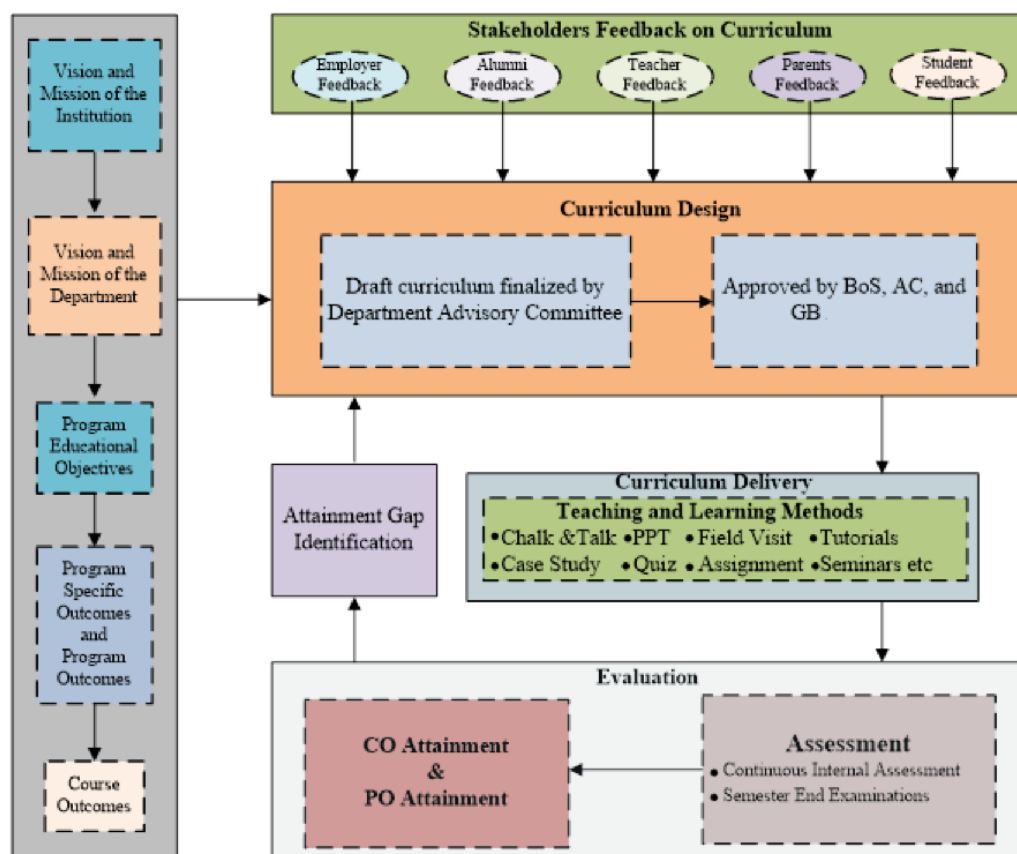 Vision and
Mission of the
Institution
Vision and
Mission of the
Department
Program
Educational
Objectives
Program
Specific
Outcomes
and
Program
Outcomes
Course
Outcomes
Stakeholders Feedback on Curriculum
Employer
Feedback
Alumni
Feedback
Teacher
Feedback
Parents
Feedback
Student
Feedback
Curriculum Design
Draft curriculum finalized by
Department Advisory Committee
Approved by BoS, AC, and
GB
Attainment Gap
Identification
Curriculum Delivery
Teaching and Learning Methods
•Chalk &Talk •PPT •Field Visit •Tutorials
•Case Study •Quiz •Assignment •Seminars etc
Evaluation
CO Attainment
&
PO Attainment
Assessment
• Continuous Internal Assessment
• Semester End Examinations